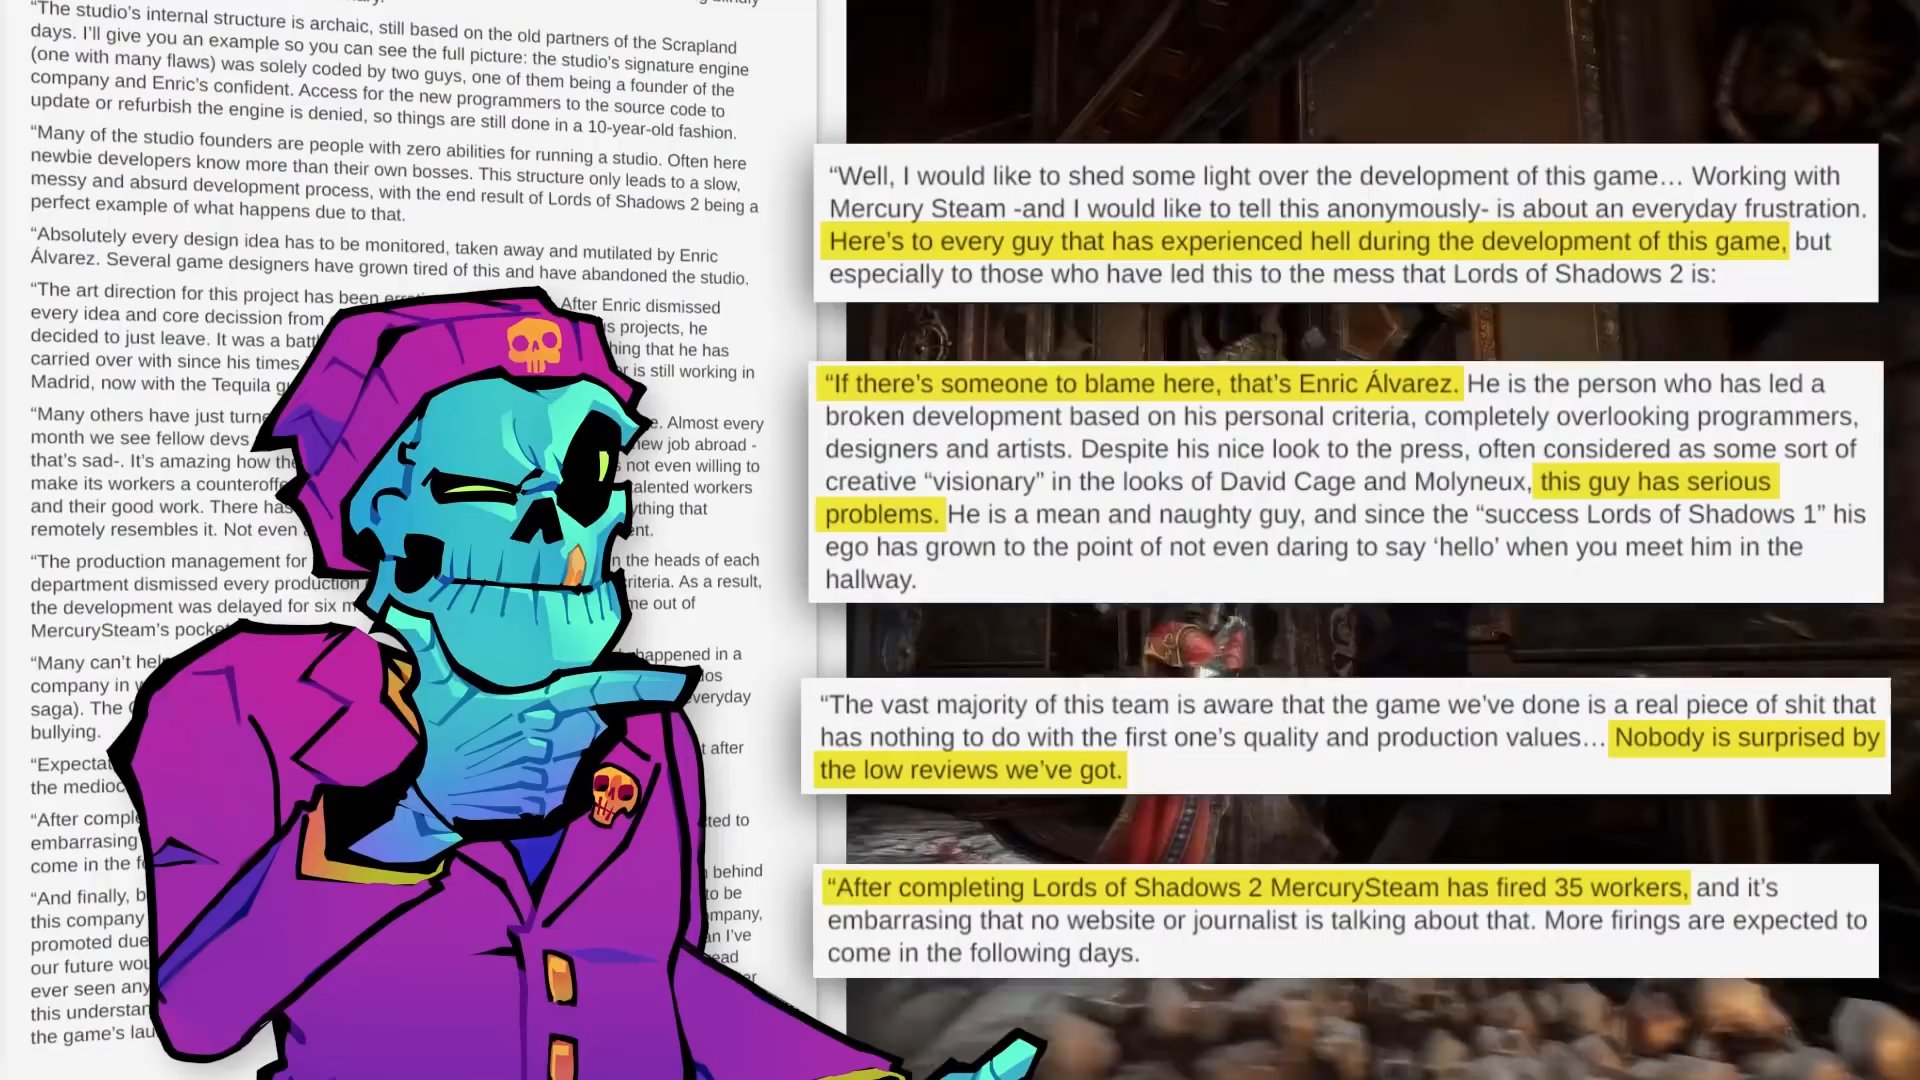 “The studio’s internal structure is archaic, still based on the old partners of the Scrapland
days. I’ll give you an example so you can see the full picture: the studio’s signature engine
(one with many flaws) was solely coded by two guys, one of them being a founder of the
company and Enric’s confident. Access for the new programmers to the source code to
update or refurbish the engine is denied, so things are still done in a 10-year-old fashion.
“Many of the studio founders are people with zero abilities for running a studio. Often here
newbie developers know more than their own bosses. This structure only leads to a slow,
messy and absurd development process, with the end result of Lords of Shadows 2 being a
perfect example of what happens due to that.
“Absolutely every design idea has to be monitored, taken away and mutilated by Enric
Álvarez. Several game designers have grown tired of this and have abandoned the studio.
“The art direction for this project has been After Enric dismissed
every idea and core decission from projects, he
decided to just leave. It was a that he has
carried over with since his times is still working in
Madrid, now with the Tequila
“Many others have just Almost every
month we see fellow devs job abroad -
that’s sad-. It’s amazing how not even willing to
make its workers a talented workers
and their good work. There that
remotely resembles it. Not even
“The production management for the heads of each
department dismissed every production criteria. As a result,
the development was delayed for six out of
MercurySteam’s
“Many can’t happened in a
company in
saga). The everyday
bullying.
after
the
“After to
embarrasing
come in the
behind
“And finally, to be
this company
promoted due I’ve
our future
ever seen
this
the game’s
“Well, I would like to shed some light over the development of this game… Working with
Mercury Steam -and I would like to tell this anonymously- is about an everyday frustration.
Here’s to every guy that has experienced hell during the development of this game, but
especially to those who have led this to the mess that Lords of Shadows 2 is:
“If there’s someone to blame here, that’s Enric Álvarez. He is the person who has led a
broken development based on his personal criteria, completely overlooking programmers,
designers and artists. Despite his nice look to the press, often considered as some sort of
creative “visionary” in the looks of David Cage and Molyneux, this guy has serious
problems. He is a mean and naughty guy, and since the “success Lords of Shadows 1” his
ego has grown to the point of not even daring to say ‘hello’ when you meet him in the
hallway.
“The vast majority of this team is aware that the game we’ve done is a real piece of shit that
has nothing to do with the first one’s quality and production values… Nobody is surprised by
the low reviews we’ve got.
“After completing Lords of Shadows 2 MercurySteam has fired 35 workers, and it’s
embarrasing that no website or journalist is talking about that. More firings are expected to
come in the following days.